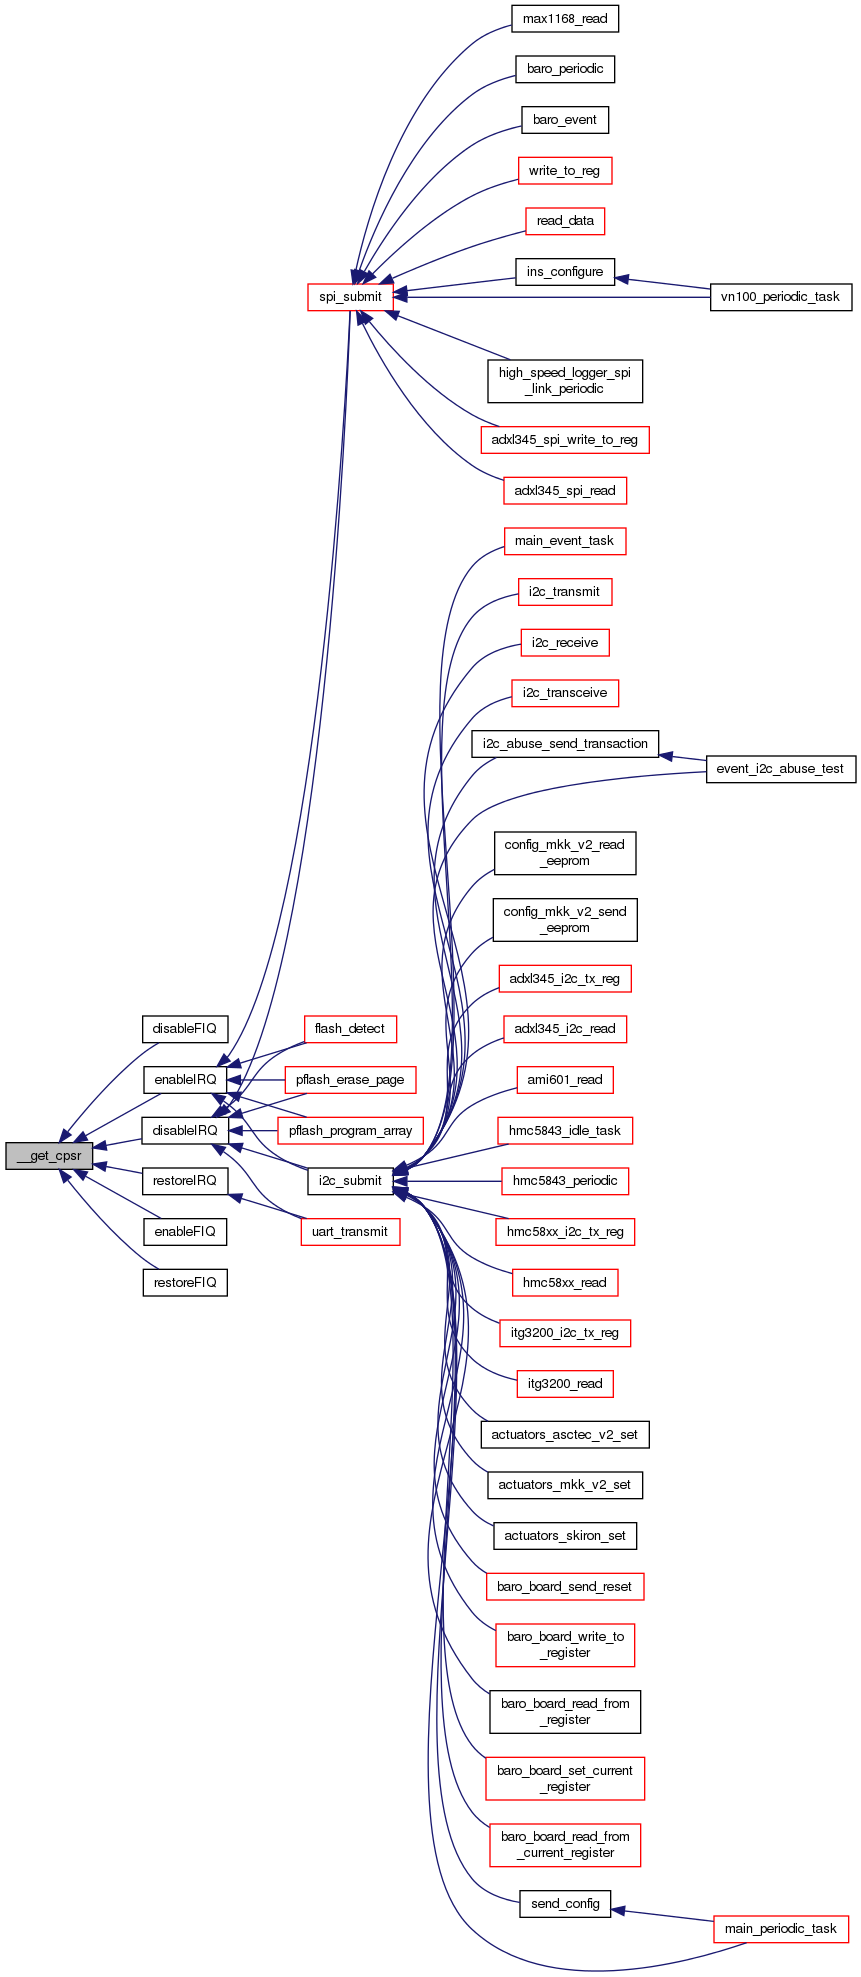 max1168_read
baro_periodic
baro_event
write_to_reg
read_data
ins_configure
spi_submit
vn100_periodic_task
high_speed_logger_spi
_link_periodic
adxl345_spi_write_to_reg
adxl345_spi_read
main_event_task
i2c_transmit
i2c_receive
i2c_transceive
i2c_abuse_send_transaction
event_i2c_abuse_test
config_mkk_v2_read
_eeprom
config_mkk_v2_send
_eeprom
adxl345_i2c_tx_reg
disableFIQ
flash_detect
adxl345_i2c_read
enableIRQ
pflash_erase_page
ami601_read
disableIRQ
pflash_program_array
hmc5843_idle_task
__get_cpsr
restoreIRQ
i2c_submit
hmc5843_periodic
enableFIQ
uart_transmit
hmc58xx_i2c_tx_reg
restoreFIQ
hmc58xx_read
itg3200_i2c_tx_reg
itg3200_read
actuators_asctec_v2_set
actuators_mkk_v2_set
actuators_skiron_set
baro_board_send_reset
baro_board_write_to
_register
baro_board_read_from
_register
baro_board_set_current
_register
baro_board_read_from
_current_register
send_config
main_periodic_task